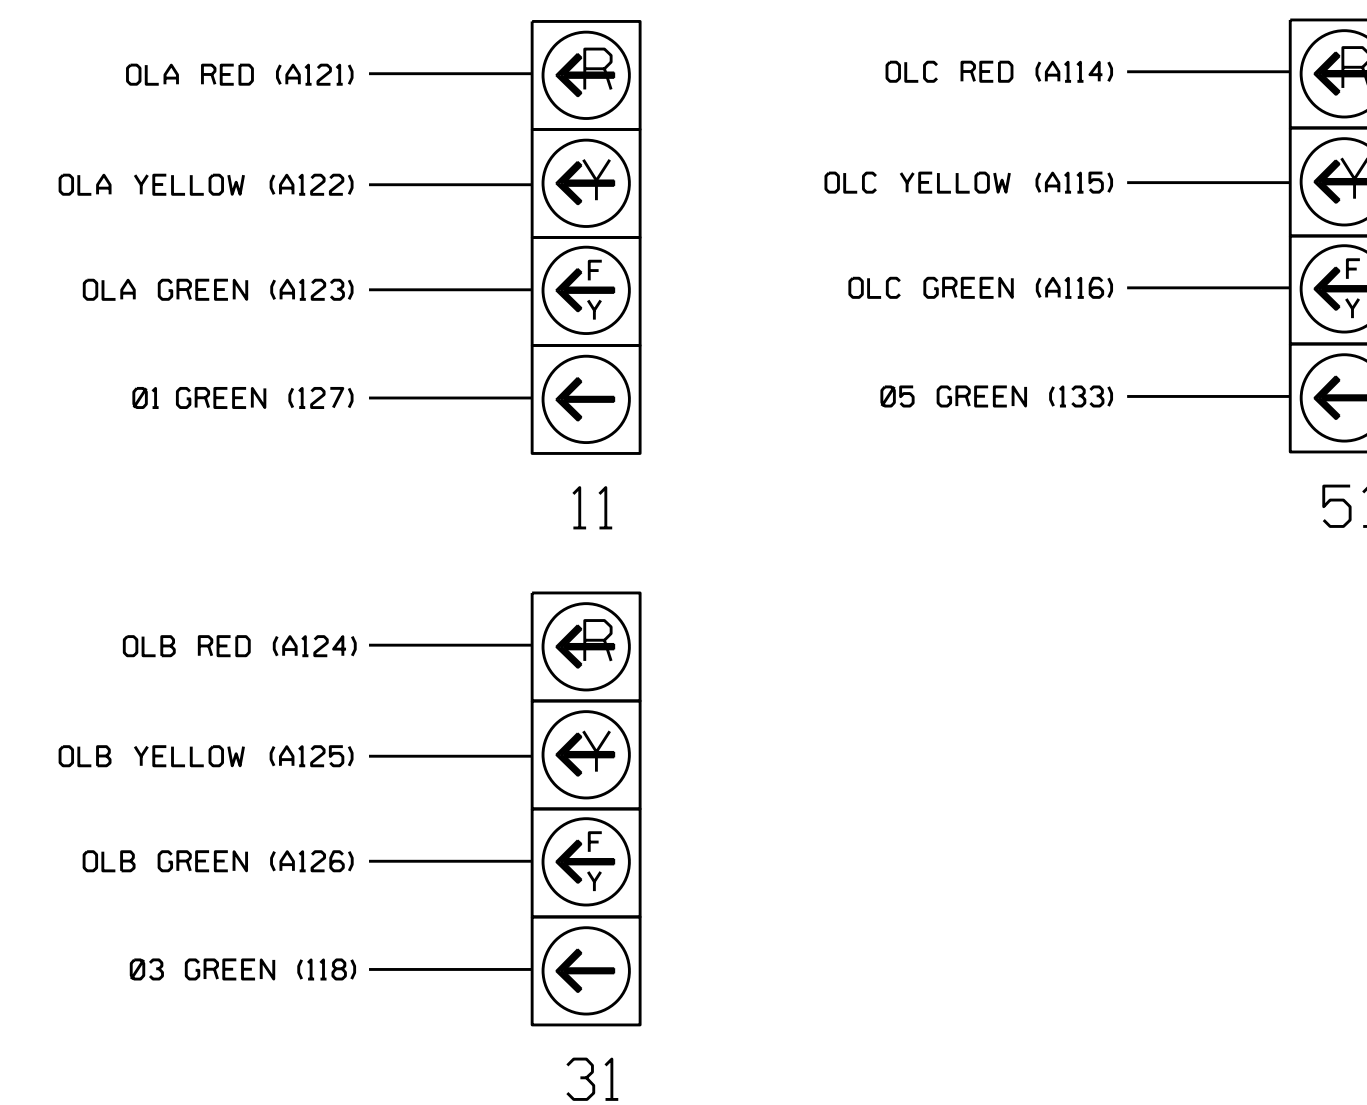 OLA RED (A121)
R
OLA YELLOW (A122)
Y
OLA GREEN (A123)
F
Y
Ø1 GREEN (127)
11
OLC RED (A114)
R
OLC YELLOW (A115)
Y
OLC GREEN (A116)
F
Y
Ø5 GREEN (133)
51
OLB RED (A124)
R
OLB YELLOW (A125)
Y
OLB GREEN (A126)
F
Y
Ø3 GREEN (118)
31